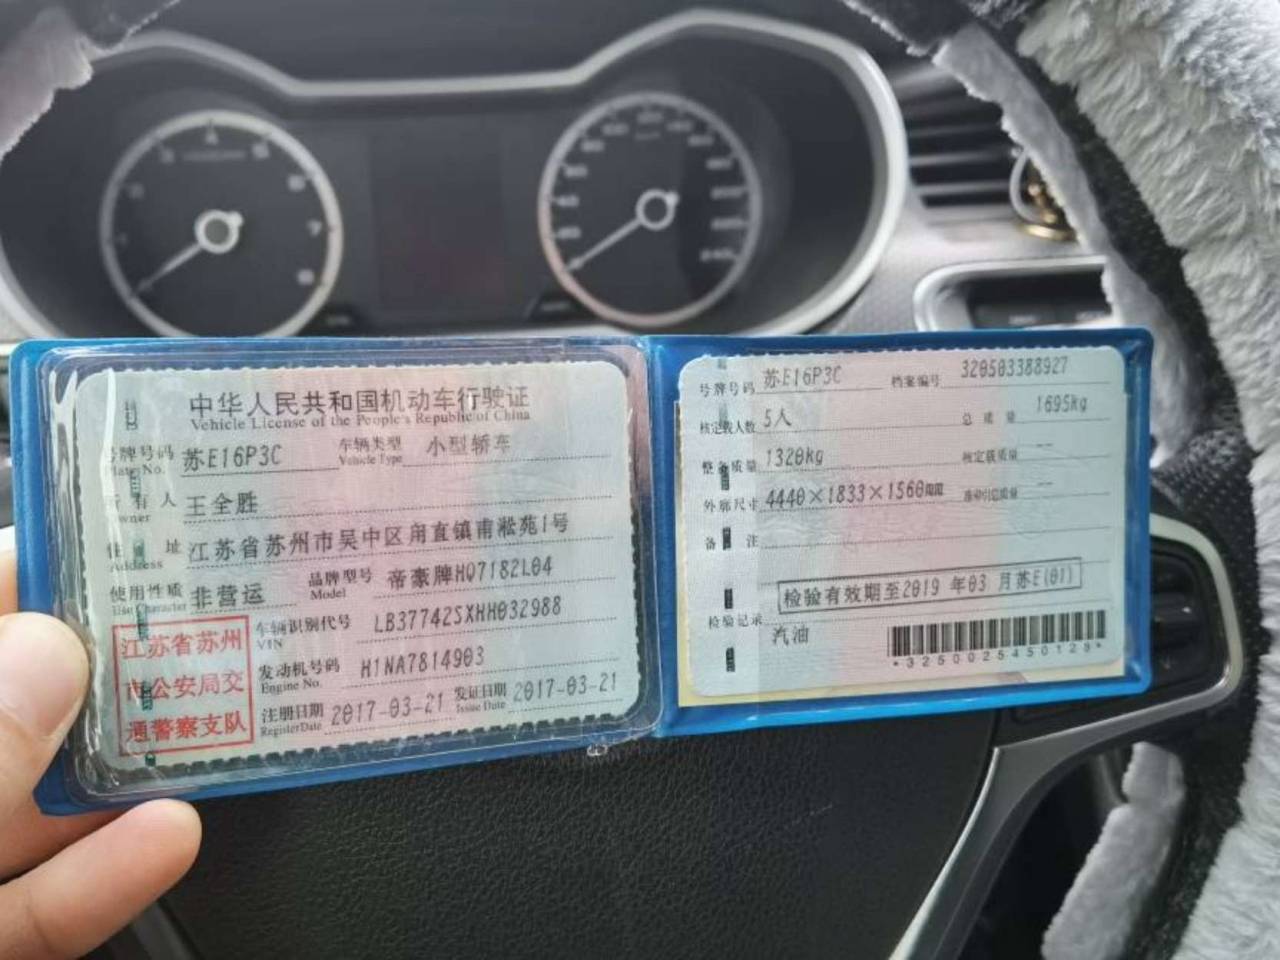 中华人民共和国机动车行驶证
Vehicle License of the People's Republic of China
号牌号码 苏E16P3C 车辆类型 小型轿车
Plate No. Vehicle Type
所有人 王全胜
Owner
住址 江苏省苏州市吴中区甪直镇南淞苑1号
Address
使用性质 非营运 品牌型号 帝豪牌HQ7182L04
Use Character Model
江苏省苏州
市公安局交
通警察支队
车辆识别代号 LB37742SXHH032988
VIN
发动机号码 H1NA7814903
Engine No.
注册日期 2017-03-21 发证日期 2017-03-21
Register Date Issue Date
号牌号码 苏E16P3C 档案编号 320503388927
核定载人数 5人 总质量 1695kg
整备质量 1320kg 核定载质量 --
外廓尺寸 4440×1833×1560mm 准牵引总质量 --
备注
检验有效期至2019年03月苏E(01)
检验记录
汽油
*3250025450129*